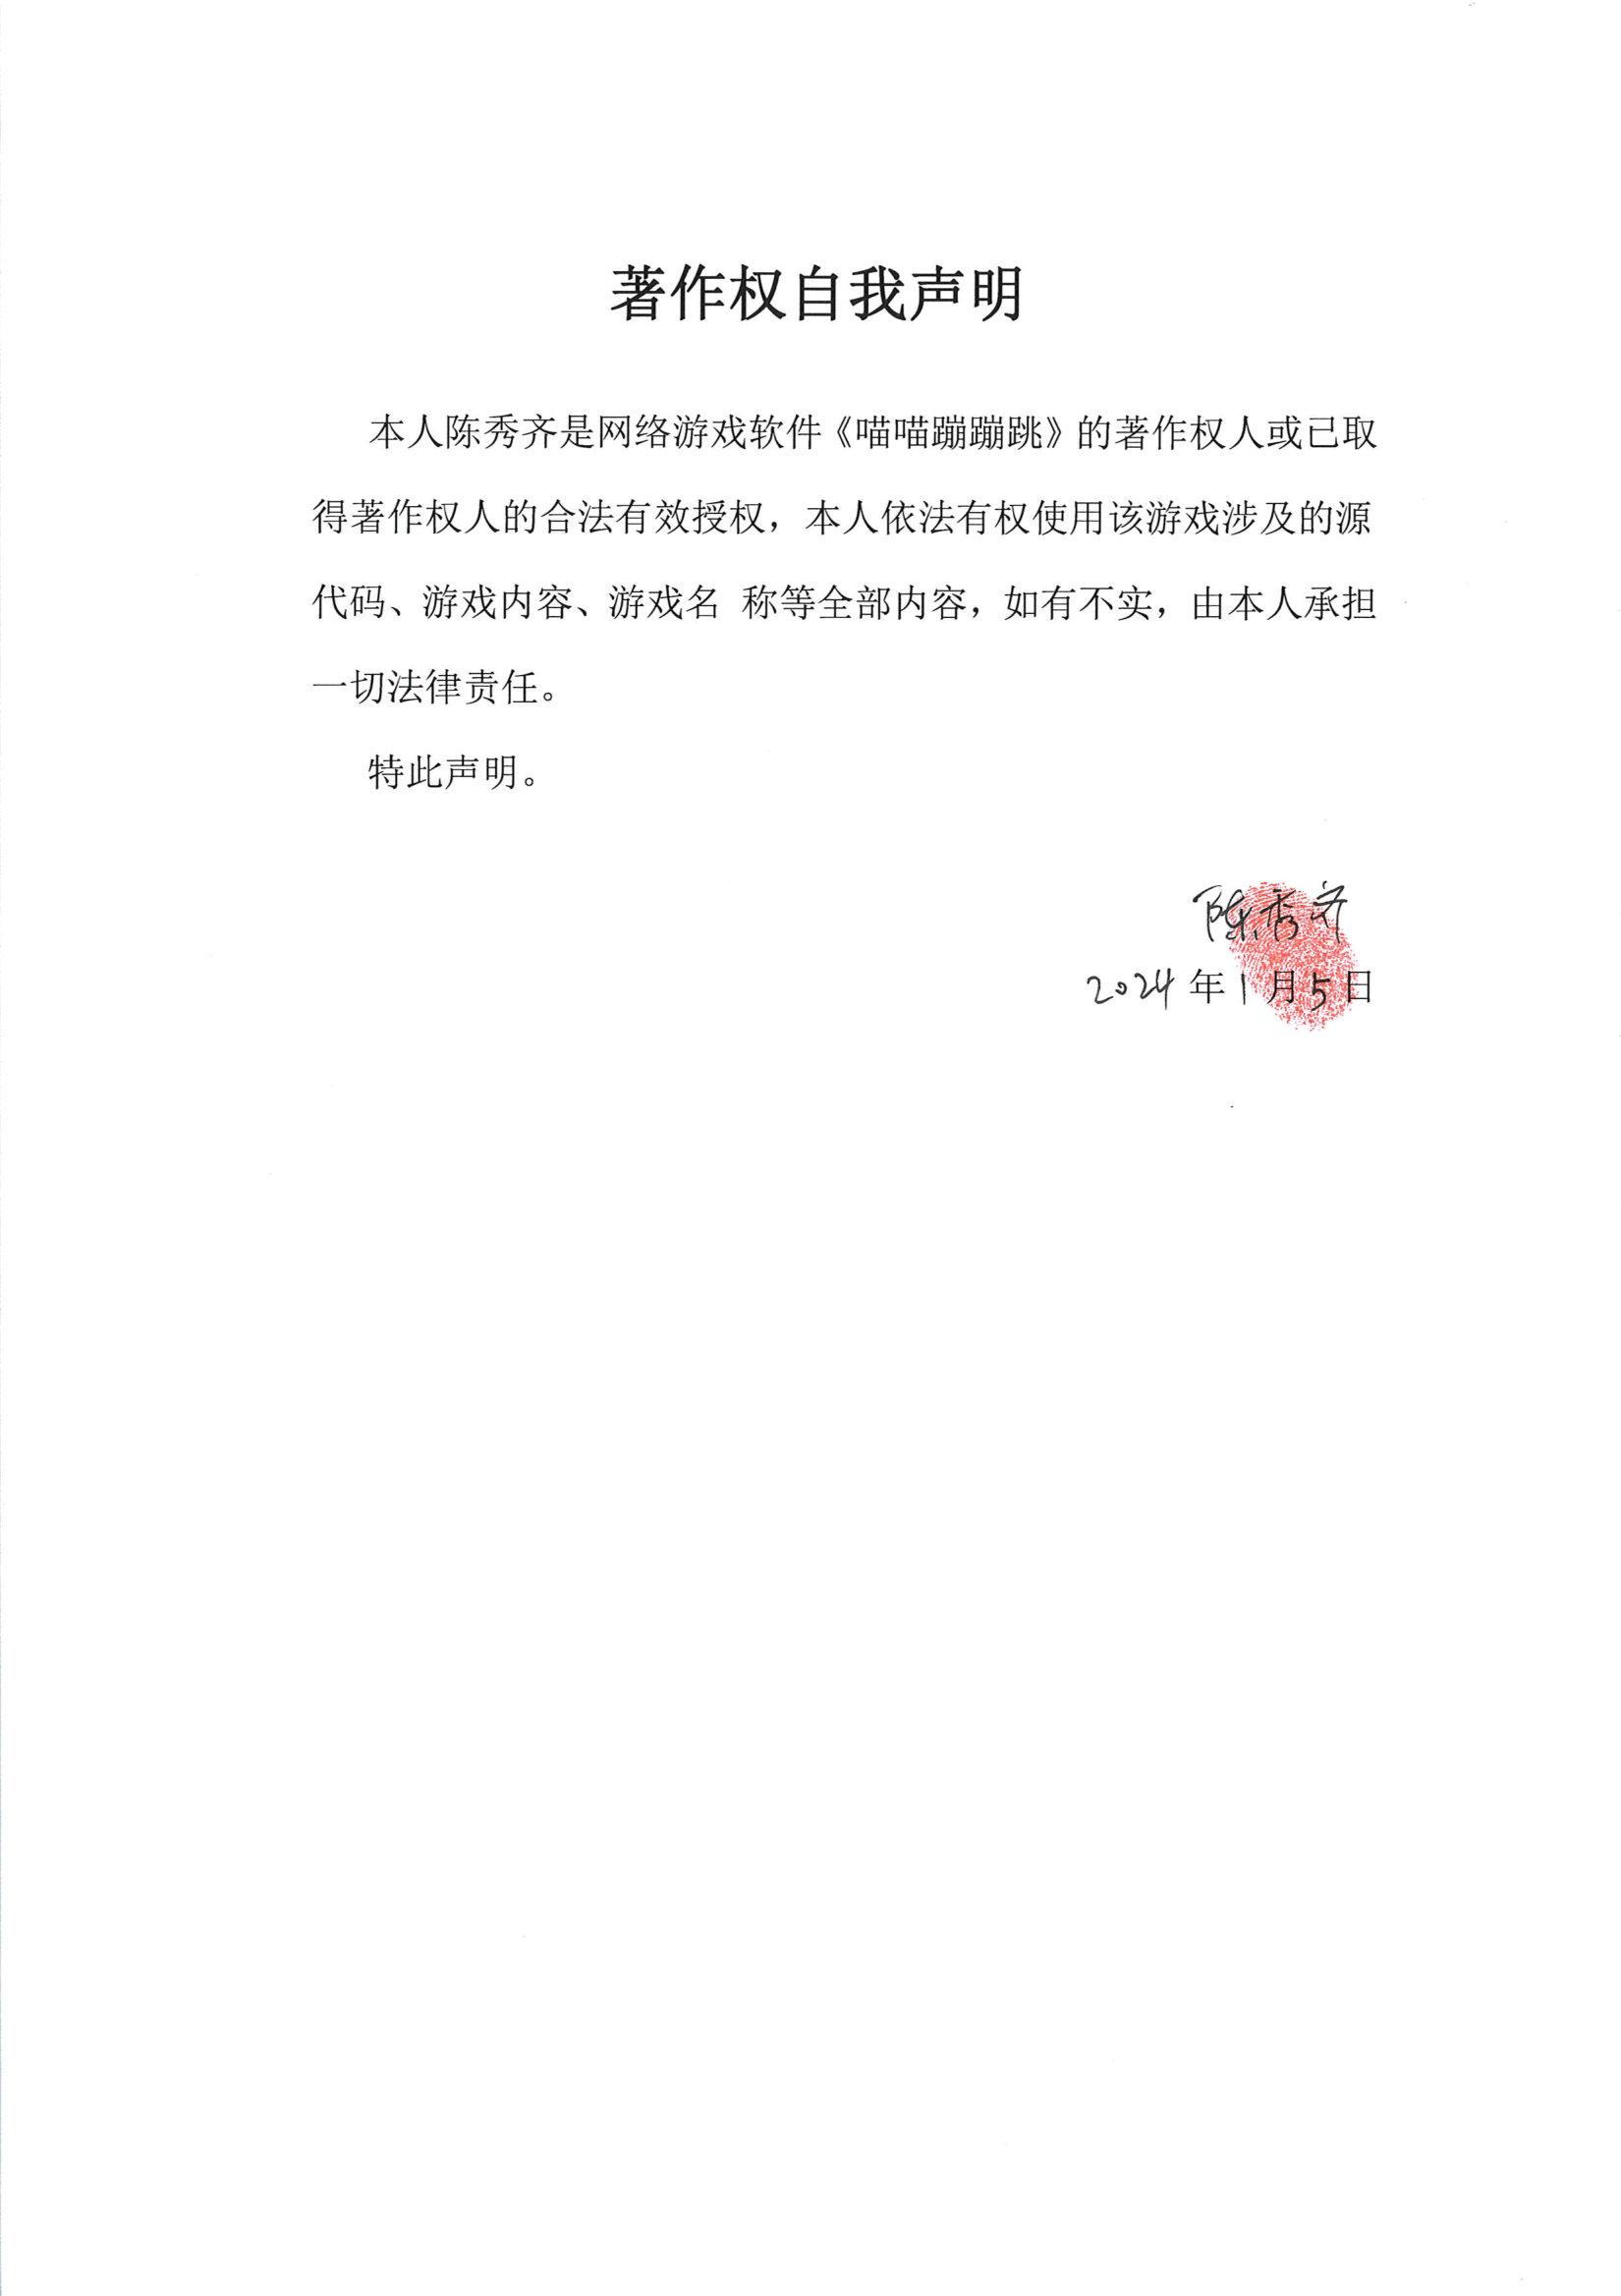 著作权自我声明
本人陈秀齐是网络游戏软件《喵喵蹦蹦跳》的著作权人或已取
得著作权人的合法有效授权，本人依法有权使用该游戏涉及的源
代码、游戏内容、游戏名 称等全部内容，如有不实，由本人承担
一切法律责任。
特此声明。
陈秀齐
2024年1月5日